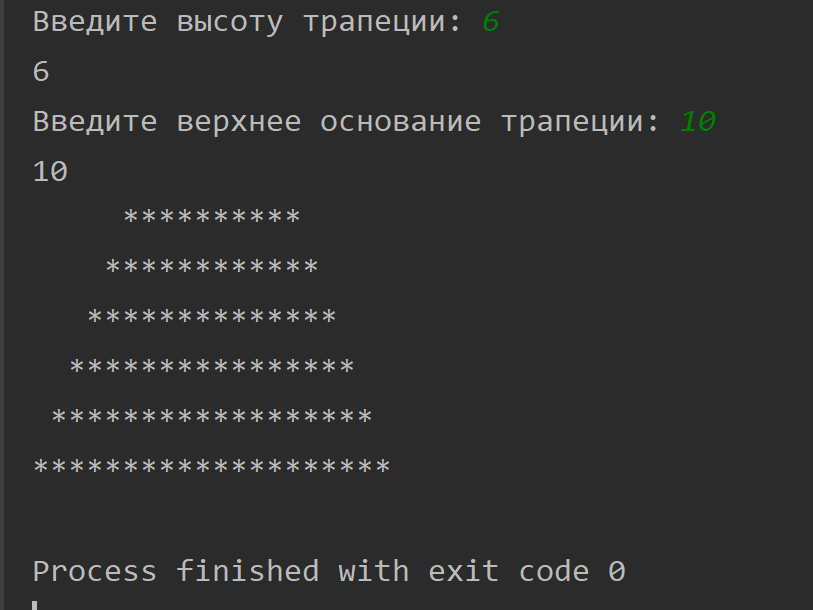 Введите высоту трапеции: 6
6
Введите верхнее основание трапеции: 10
10
     **********
    ************
   **************
  ****************
 ******************
********************
Process finished with exit code 0